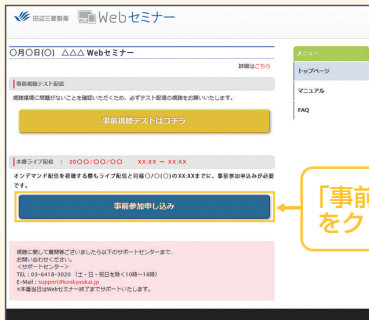 田辺三菱製薬 Webセミナー
〇月〇日(〇) △△△ Webセミナー
詳細はこちら
事前視聴テスト配信
視聴環境に問題がないことを確認いただくため、必ずテスト配信の視聴をお願いいたします。
事前視聴テストはコチラ
本番ライブ配信 : 20〇〇/〇〇/〇〇 XX:XX ～ XX:XX
オンデマンド配信を視聴する際もライブ配信と同様〇/〇(〇)のXX:XXまでに、事前参加申込みが必要
です。
事前参加申し込み
視聴に関して質問等ございましたら以下のサポートセンターまで、
お問い合わせください。
<サポートセンター>
TEL:03-6418-3020 (土・日・祝日を除く10時～18時)
E-Mail:support@kenkyuukai.jp
※本番当日はWebセミナー終了までサポートいたします。
メニュー
トップページ
マニュアル
FAQ
「事前
をク